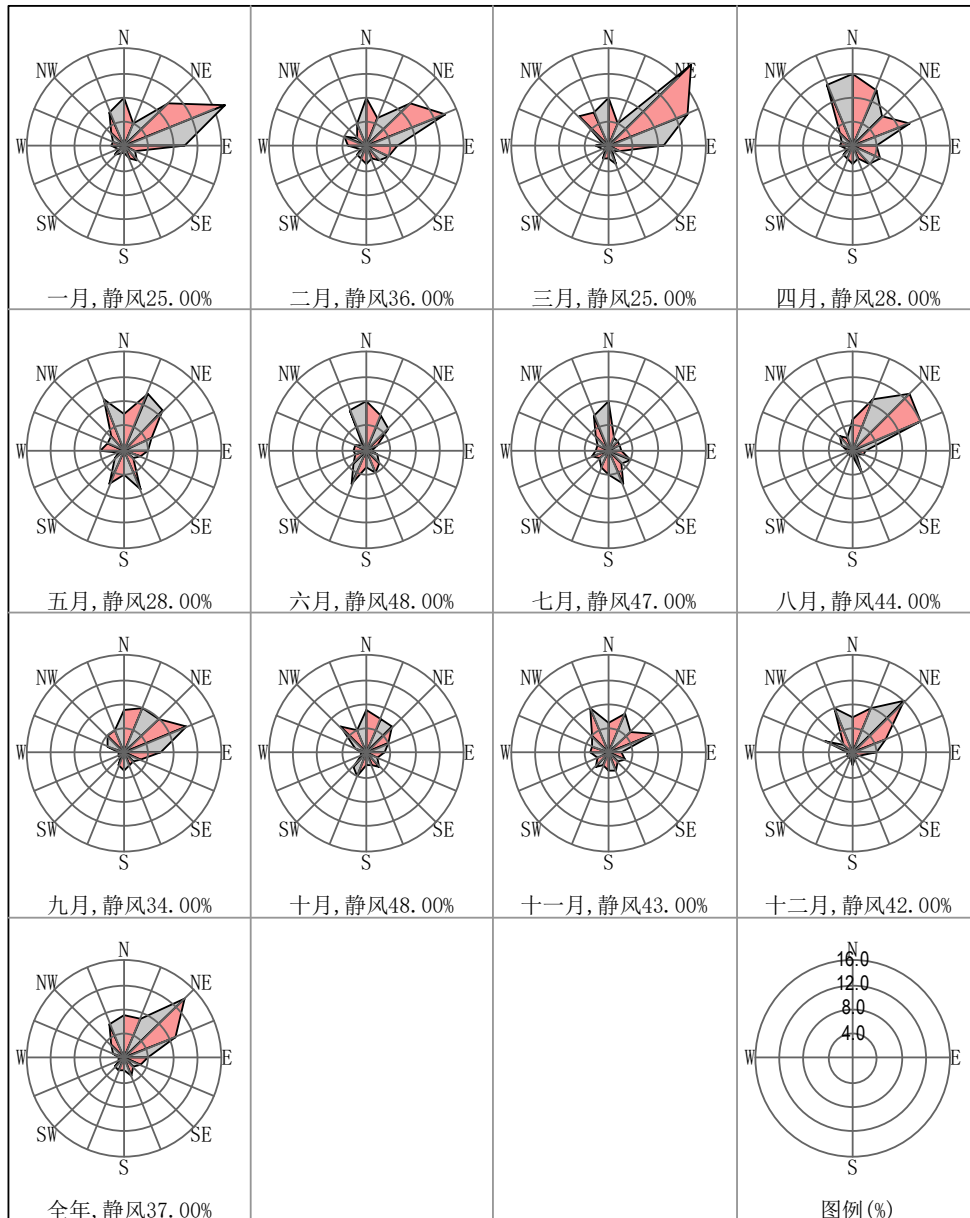 N
NW NE
W E
SW SE
S
一月,静风25.00%
N
NW NE
W E
SW SE
S
二月,静风36.00%
N
NW NE
W E
SW SE
S
三月,静风25.00%
N
NW NE
W E
SW SE
S
四月,静风28.00%
N
NW NE
W E
SW SE
S
五月,静风28.00%
N
NW NE
W E
SW SE
S
六月,静风48.00%
N
NW NE
W E
SW SE
S
七月,静风47.00%
N
NW NE
W E
SW SE
S
八月,静风44.00%
N
NW NE
W E
SW SE
S
九月,静风34.00%
N
NW NE
W E
SW SE
S
十月,静风48.00%
N
NW NE
W E
SW SE
S
十一月,静风43.00%
N
NW NE
W E
SW SE
S
十二月,静风42.00%
N
NW NE
W E
SW SE
S
全年,静风37.00%
N
16.0
12.0
8.0
4.0
W E
S
图例(%)